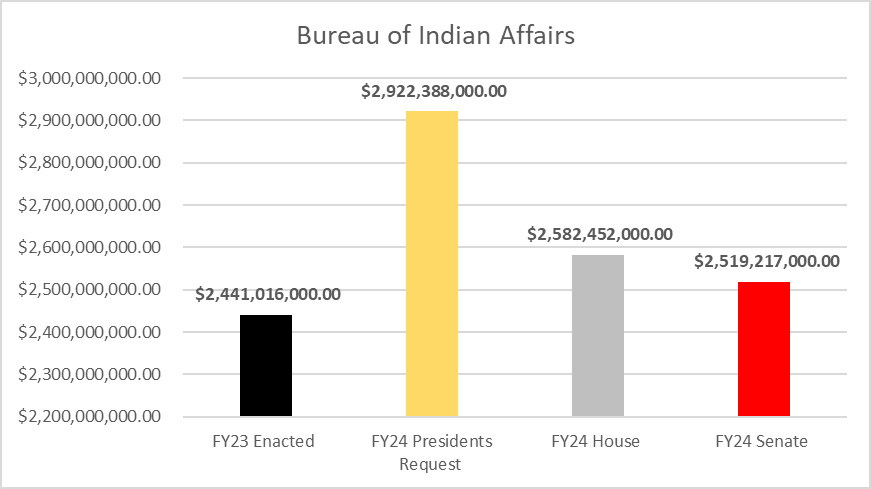 Bureau of Indian Affairs
$3,000,000,000.00
$2,900,000,000.00
$2,800,000,000.00
$2,700,000,000.00
$2,600,000,000.00
$2,500,000,000.00
$2,400,000,000.00
$2,300,000,000.00
$2,200,000,000.00
$2,441,016,000.00
$2,922,388,000.00
$2,582,452,000.00
$2,519,217,000.00
FY23 Enacted
FY24 Presidents
Request
FY24 House
FY24 Senate